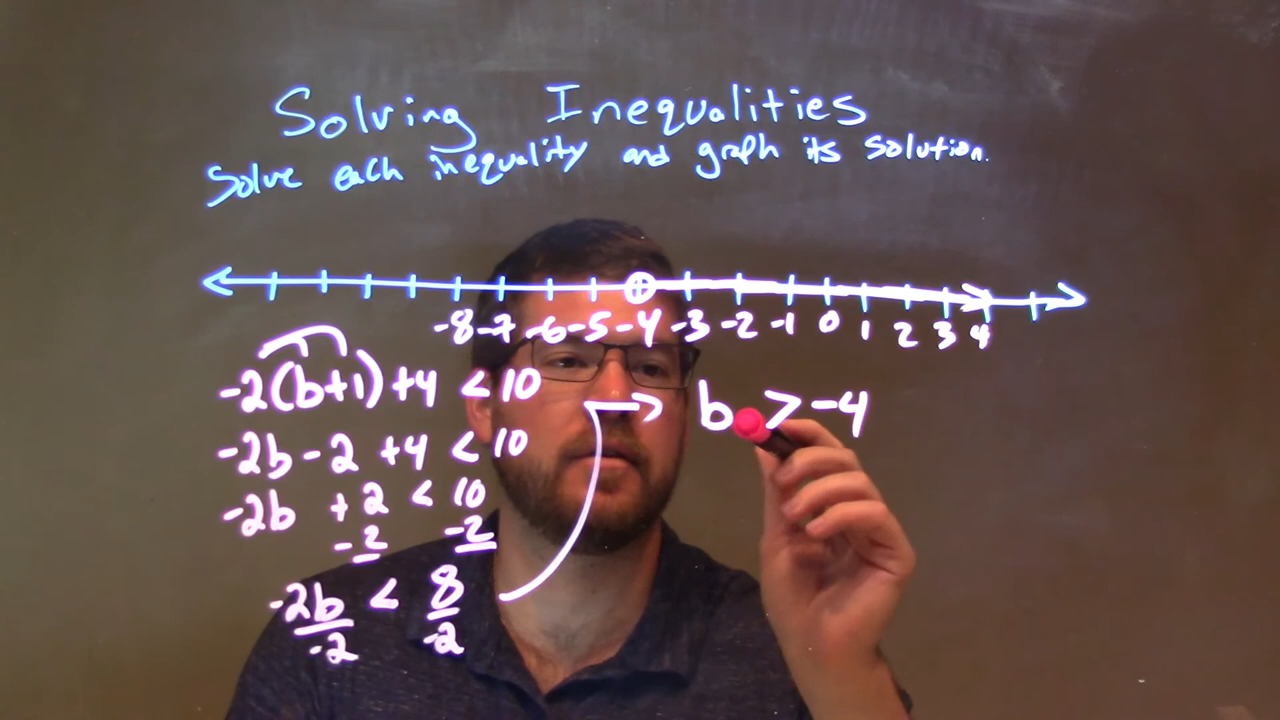 Solving Inequalities
Solve each inequality and graph its solution.
-8 -7 -6 -5 -4 -3 -2 -1 0 1 2 3 4
-2(b+1)+4 < 10
b > -4
-2b - 2 + 4 < 10
-2b + 2 < 10
-2 -2
-2b < 8
-2 -2